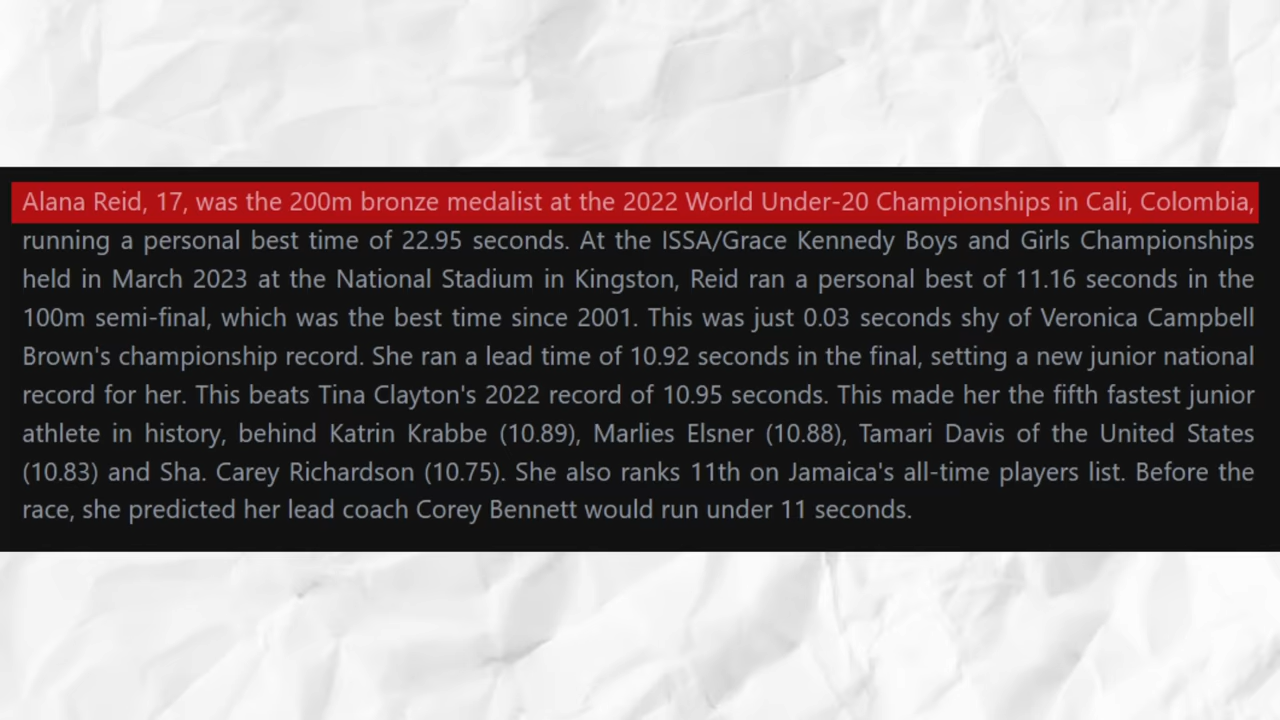 Alana Reid, 17, was the 200m bronze medalist at the 2022 World Under-20 Championships in Cali, Colombia,
running a personal best time of 22.95 seconds. At the ISSA/Grace Kennedy Boys and Girls Championships
held in March 2023 at the National Stadium in Kingston, Reid ran a personal best of 11.16 seconds in the
100m semi-final, which was the best time since 2001. This was just 0.03 seconds shy of Veronica Campbell
Brown's championship record. She ran a lead time of 10.92 seconds in the final, setting a new junior national
record for her. This beats Tina Clayton's 2022 record of 10.95 seconds. This made her the fifth fastest junior
athlete in history, behind Katrin Krabbe (10.89), Marlies Elsner (10.88), Tamari Davis of the United States
(10.83) and Sha. Carey Richardson (10.75). She also ranks 11th on Jamaica's all-time players list. Before the
race, she predicted her lead coach Corey Bennett would run under 11 seconds.